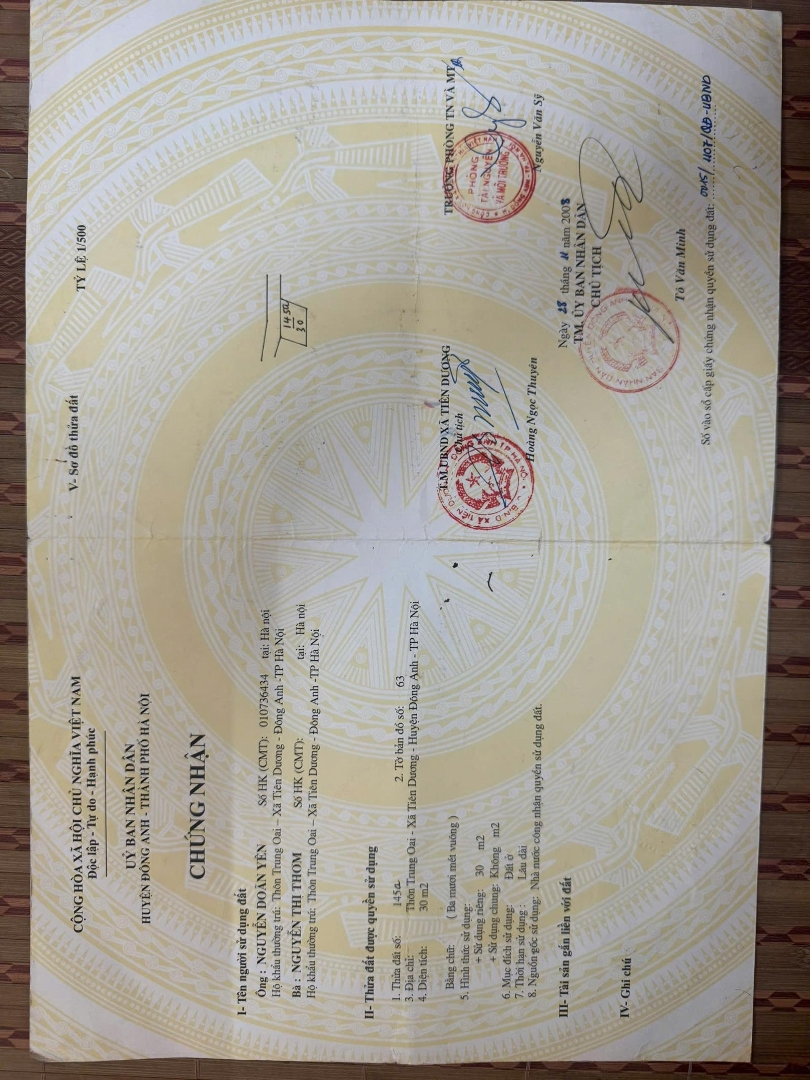 CỘNG HÒA XÃ HỘI CHỦ NGHĨA VIỆT NAM
Độc lập - Tự do - Hạnh phúc
UỶ BAN NHÂN DÂN
HUYỆN ĐÔNG ANH - THÀNH PHỐ HÀ NỘI
CHỨNG NHẬN
I- Tên người sử dụng đất
Ông : NGUYỄN DOÃN YÊN Số HK (CMT): 010736434 tại: Hà nội
Hộ khẩu thường trú: Thôn Trung Oai – Xã Tiên Dương - Đông Anh -TP Hà Nội
Bà : NGUYỄN THỊ THƠM Số HK (CMT): tại: Hà nội
Hộ khẩu thường trú: Thôn Trung Oai – Xã Tiên Dương - Đông Anh -TP Hà Nội
II- Thửa đất được quyền sử dụng
1. Thửa đất số: 145a 2. Tờ bản đồ số: 63
3. Địa chỉ: Thôn Trung Oai - Xã Tiên Dương - Huyện Đông Anh - TP Hà Nội
4. Diện tích: 30 m2
Bằng chữ: ( Ba mươi mét vuông )
5. Hình thức sử dụng:
+ Sử dụng riêng: 30 m2
+ Sử dụng chung: Không m2
6. Mục đích sử dụng: Đất ở
7. Thời hạn sử dụng : Lâu dài
8. Nguồn gốc sử dụng: Nhà nước công nhận quyền sử dụng đất.
III- Tài sản gắn liền với đất
IV- Ghi chú
V- Sơ đồ thửa đất TỶ LỆ 1/500
145a
30
T.M UBND XÃ TIÊN DƯƠNG
Chủ tịch
Hoàng Ngọc Thuyên
TRƯỞNG PHÒNG TN VÀ MT
PHÒNG
TÀI NGUYÊN
VÀ MÔI TRƯỜNG
Nguyễn Văn Sỹ
Ngày 28 tháng 11 năm 2008
TM. ỦY BAN NHÂN DÂN
CHỦ TỊCH
Tô Văn Minh
Số vào sổ cấp giấy chứng nhận quyền sử dụng đất: